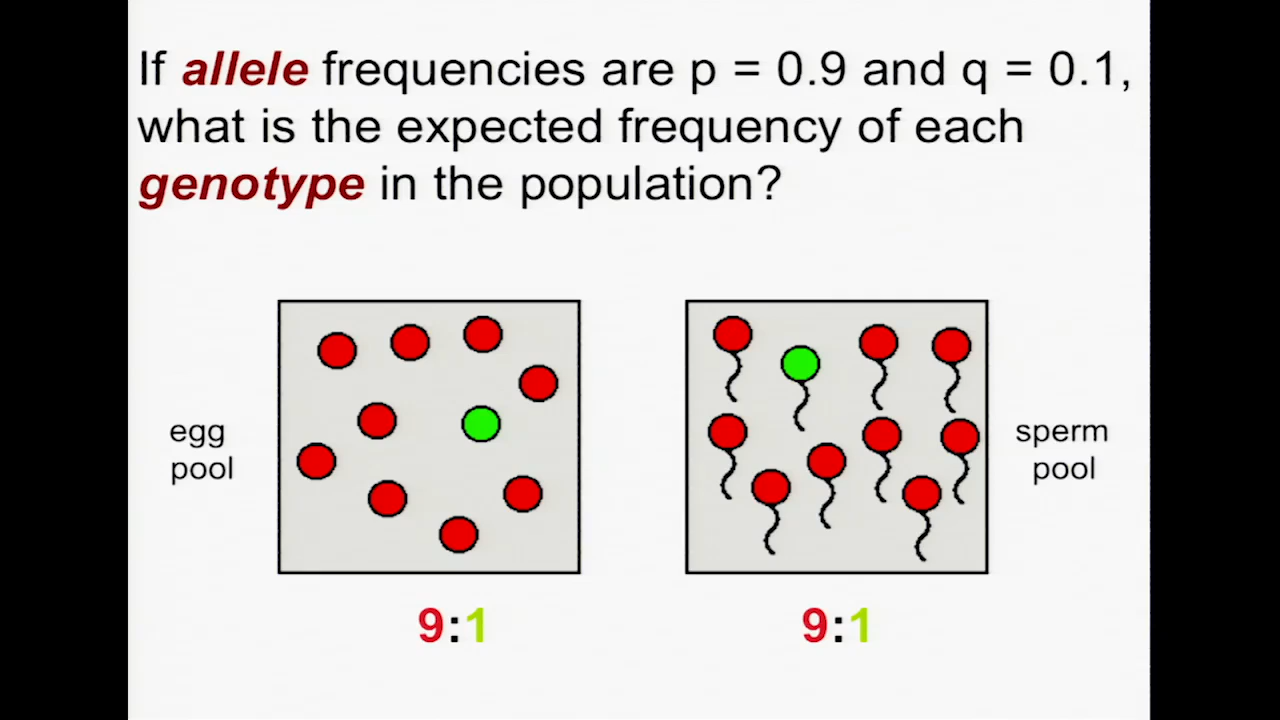 If allele frequencies are p = 0.9 and q = 0.1,
what is the expected frequency of each
genotype in the population?
egg
pool
sperm
pool
9:1
9:1